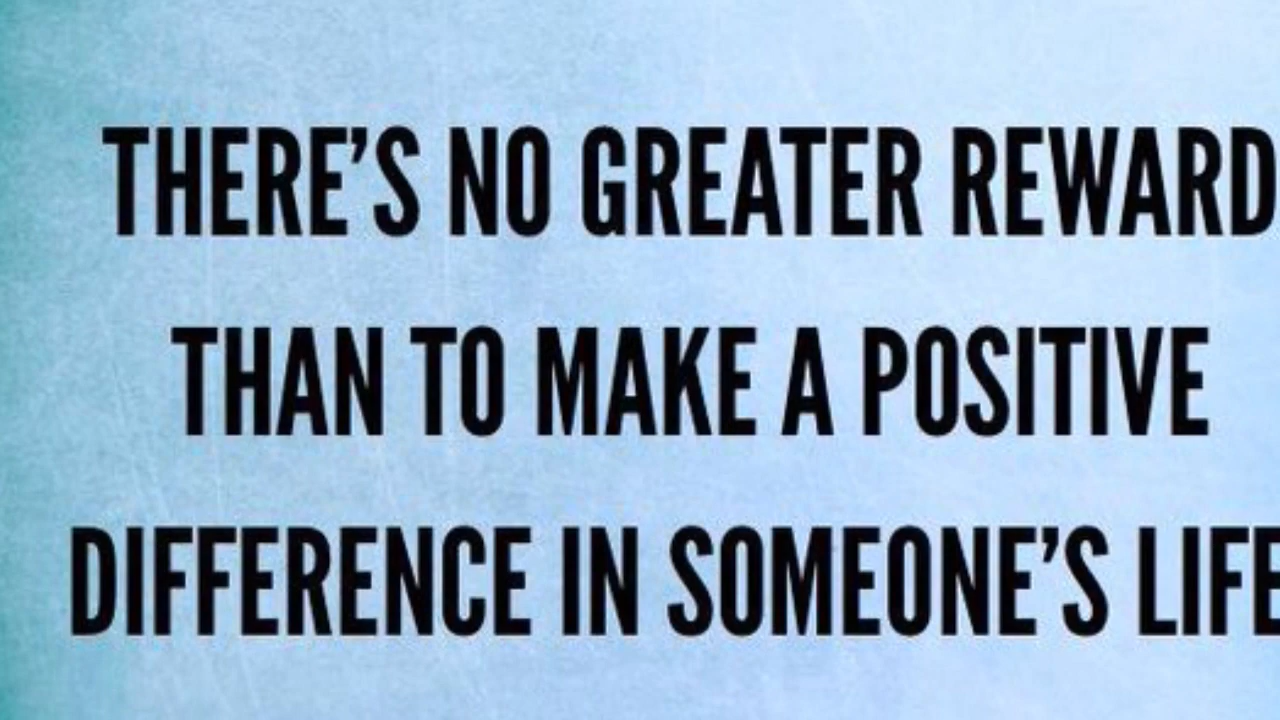 THERE’S NO GREATER REWARD
THAN TO MAKE A POSITIVE
DIFFERENCE IN SOMEONE’S LIFE